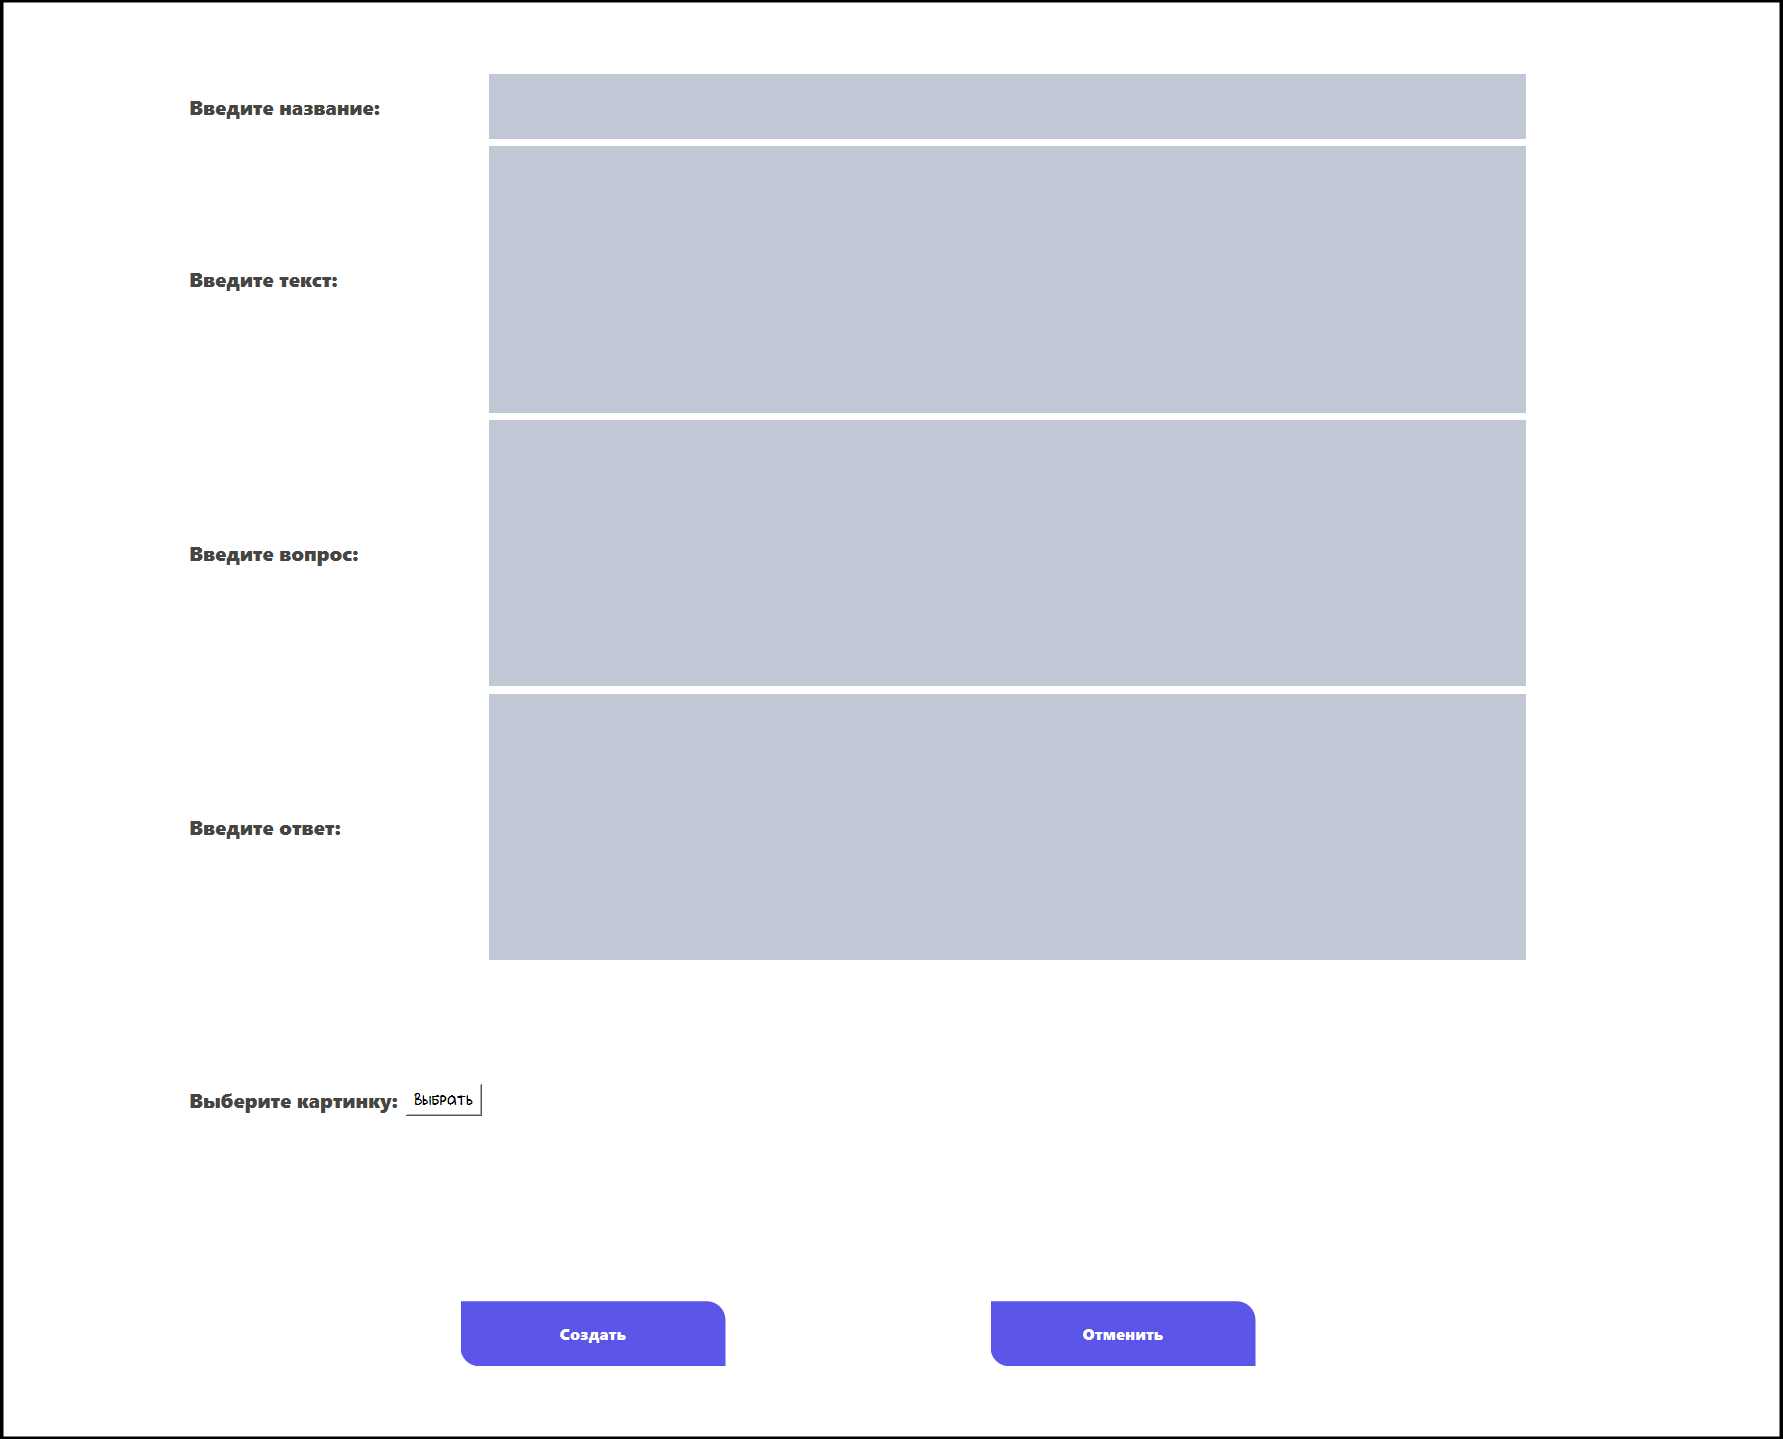 Введите название:
Введите текст:
Введите вопрос:
Введите ответ:
Выберите картинку: Выбрать
Создать
Отменить